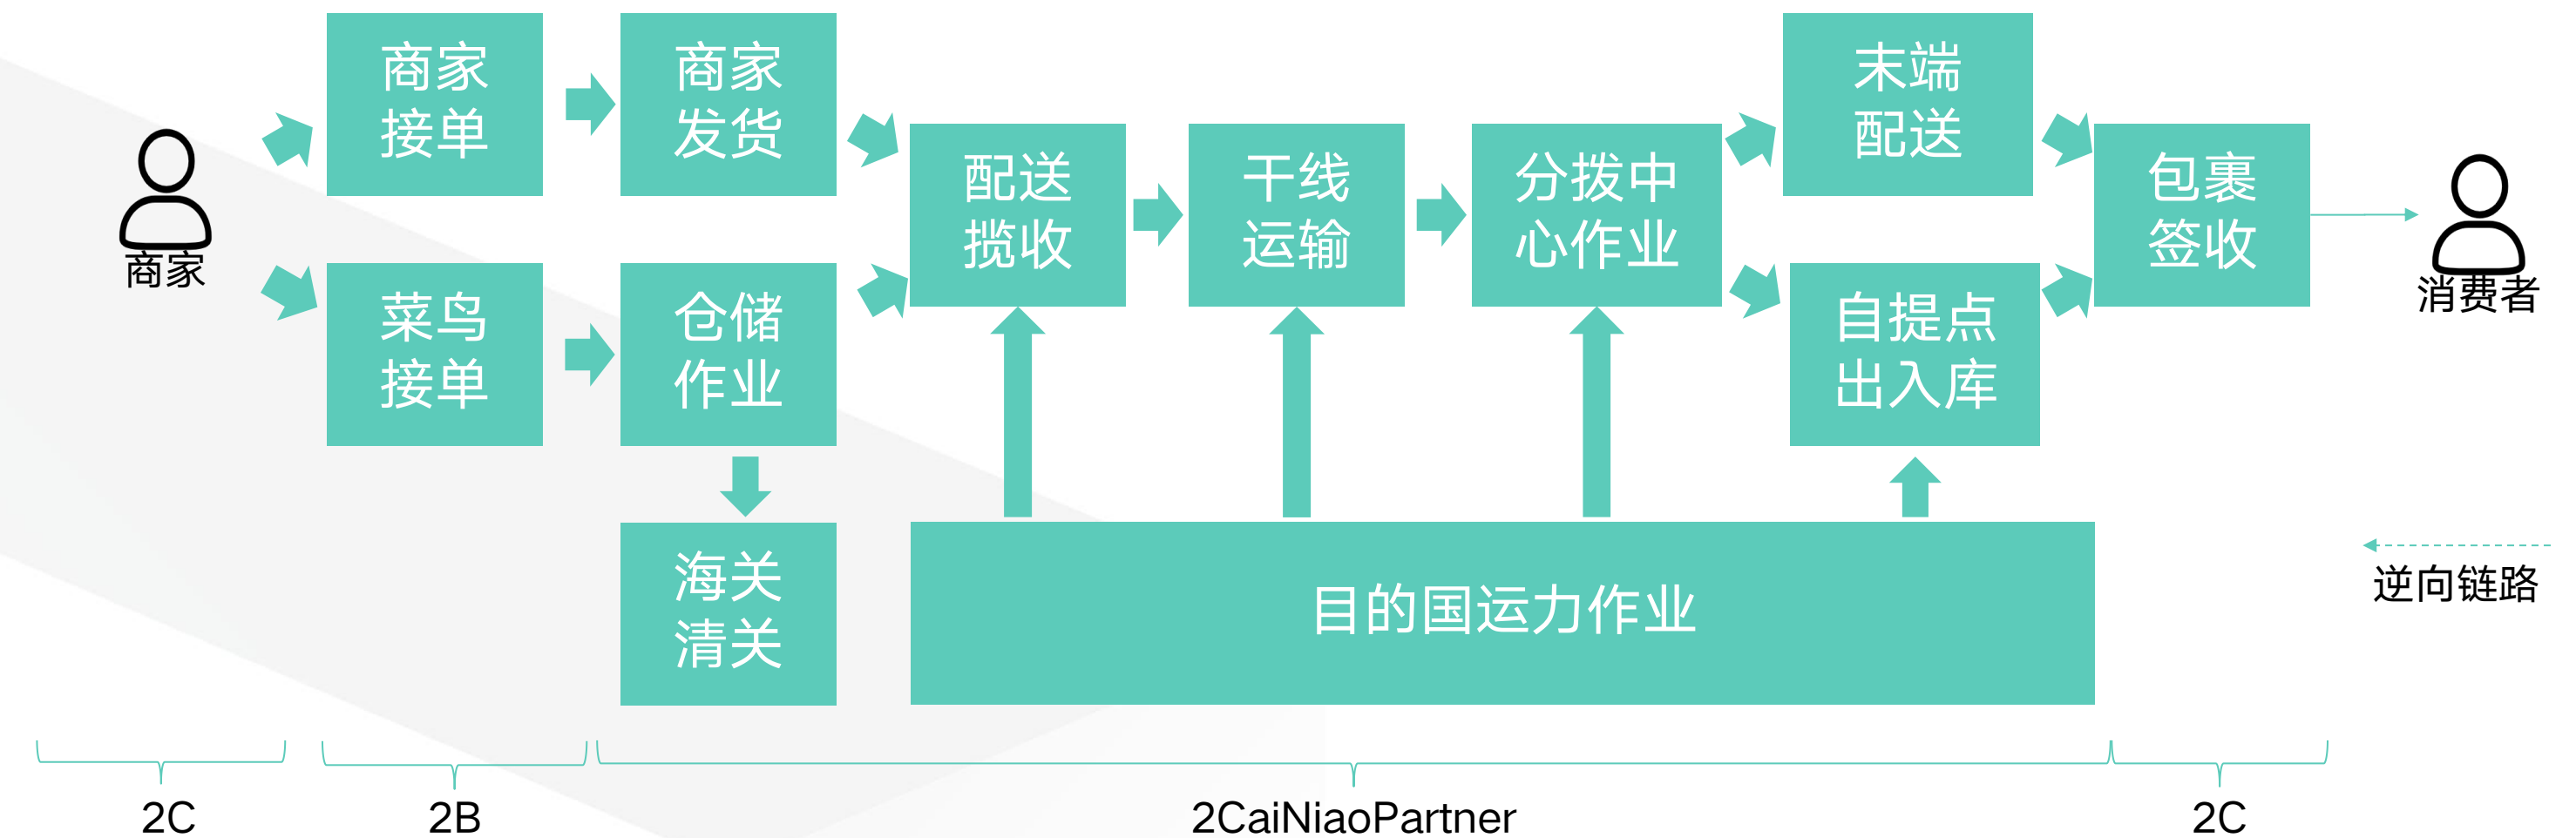 商家
商家
接单
商家
发货
菜鸟
接单
仓储
作业
海关
清关
配送
揽收
干线
运输
分拨中
心作业
末端
配送
自提点
出入库
包裹
签收
消费者
目的国运力作业
逆向链路
2C
2B
2CaiNiaoPartner
2C